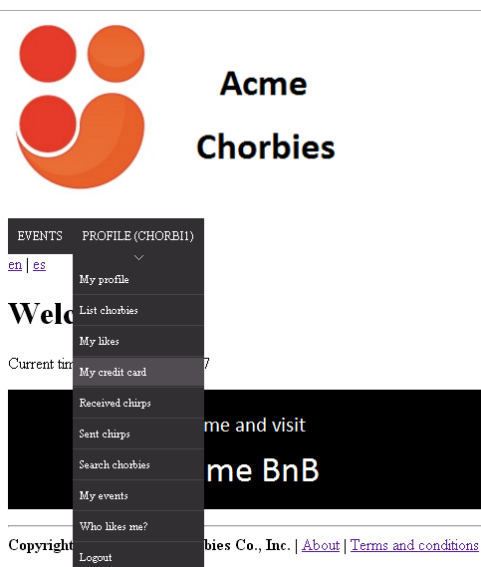 Acme
Chorbies
EVENTS PROFILE (CHORBI1)
en | es
My profile
List chorbies
Welc
My likes
Current tim 7
My credit card
Received chirps
me and visit
Sent chirps
Search chorbies
me BnB
My events
Who likes me?
Copyright bies Co., Inc. | About | Terms and conditions
Logout